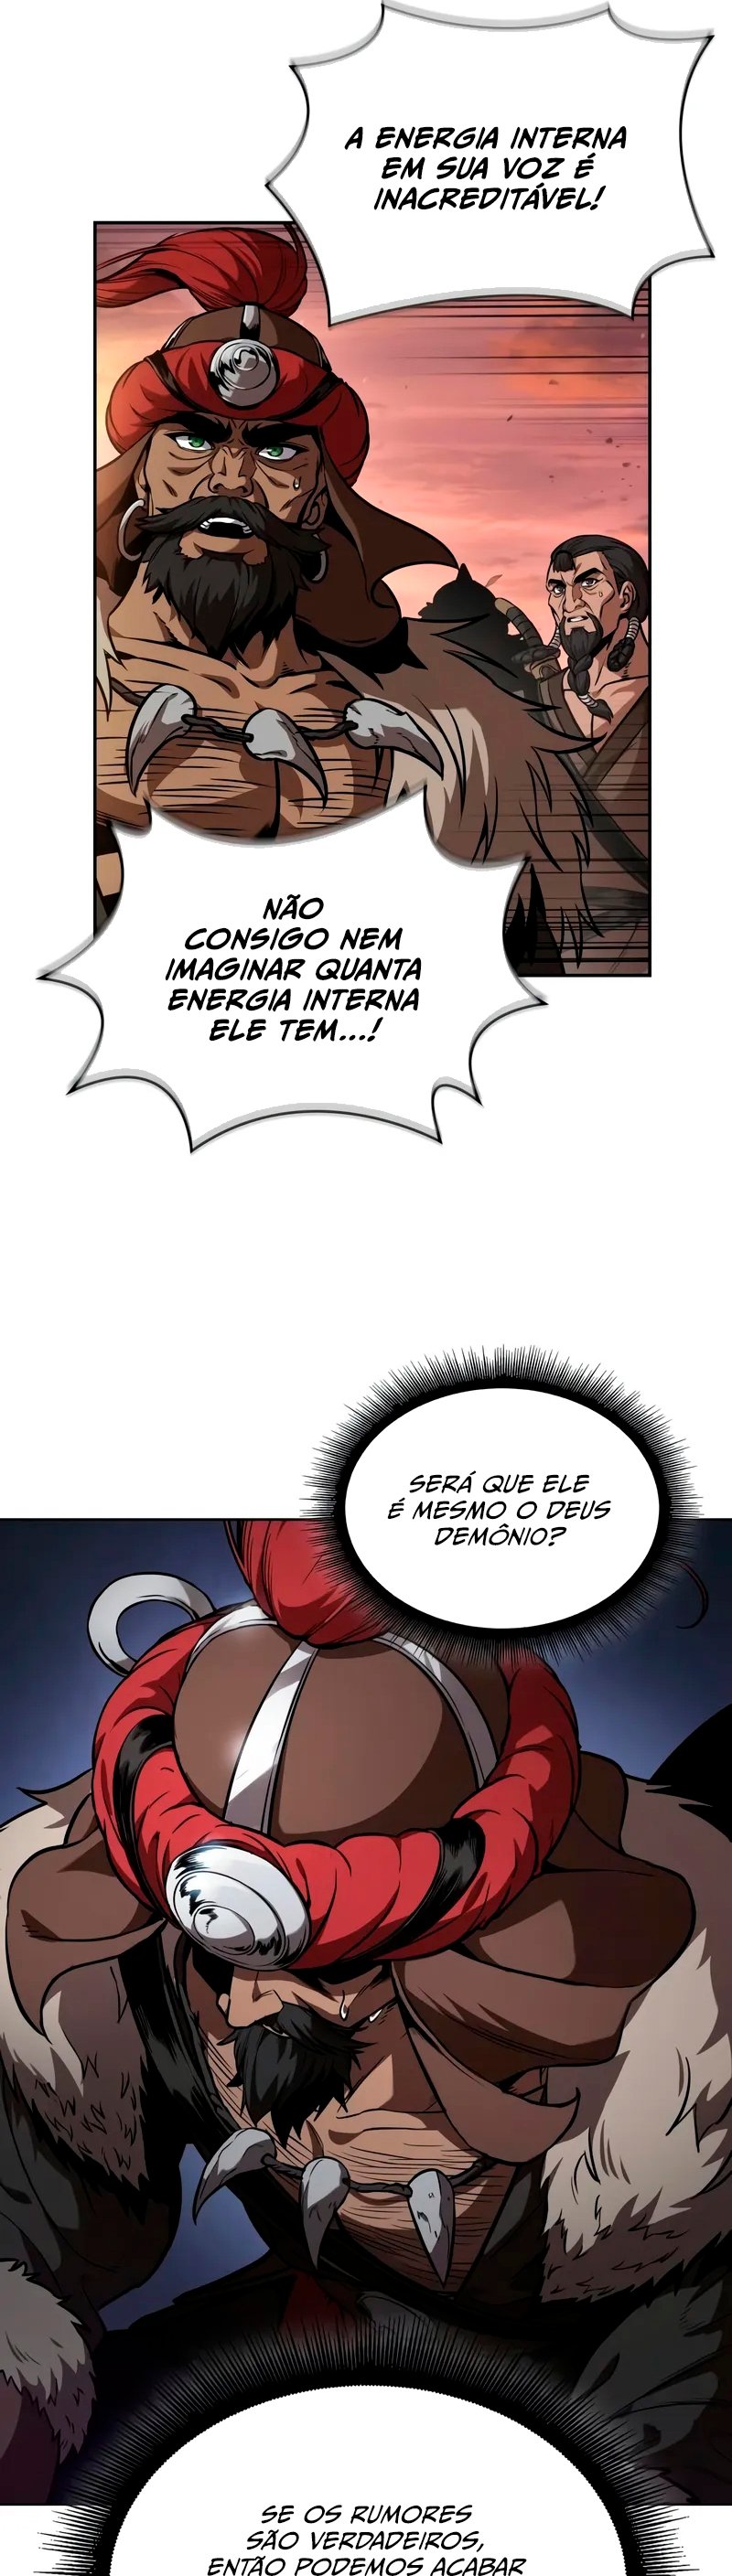 A ENERGIA INTERNA
EM SUA VOZ É
INACREDITÁVEL!
NÃO
CONSIGO NEM
IMAGINAR QUANTA
ENERGIA INTERNA
ELE TEM...!
SERÁ QUE ELE
É MESMO O DEUS
DEMÔNIO?
SE OS RUMORES
SÃO VERDADEIROS,
ENTÃO PODEMOS ACABAR